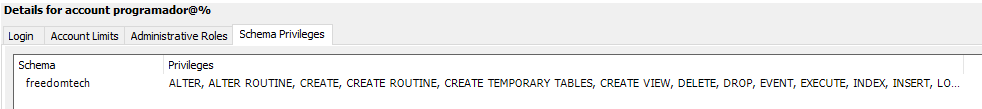 Details for account programador@%
Login Account Limits Administrative Roles Schema Privileges
Schema Privileges
freedomtech ALTER, ALTER ROUTINE, CREATE, CREATE ROUTINE, CREATE TEMPORARY TABLES, CREATE VIEW, DELETE, DROP, EVENT, EXECUTE, INDEX, INSERT, LO...